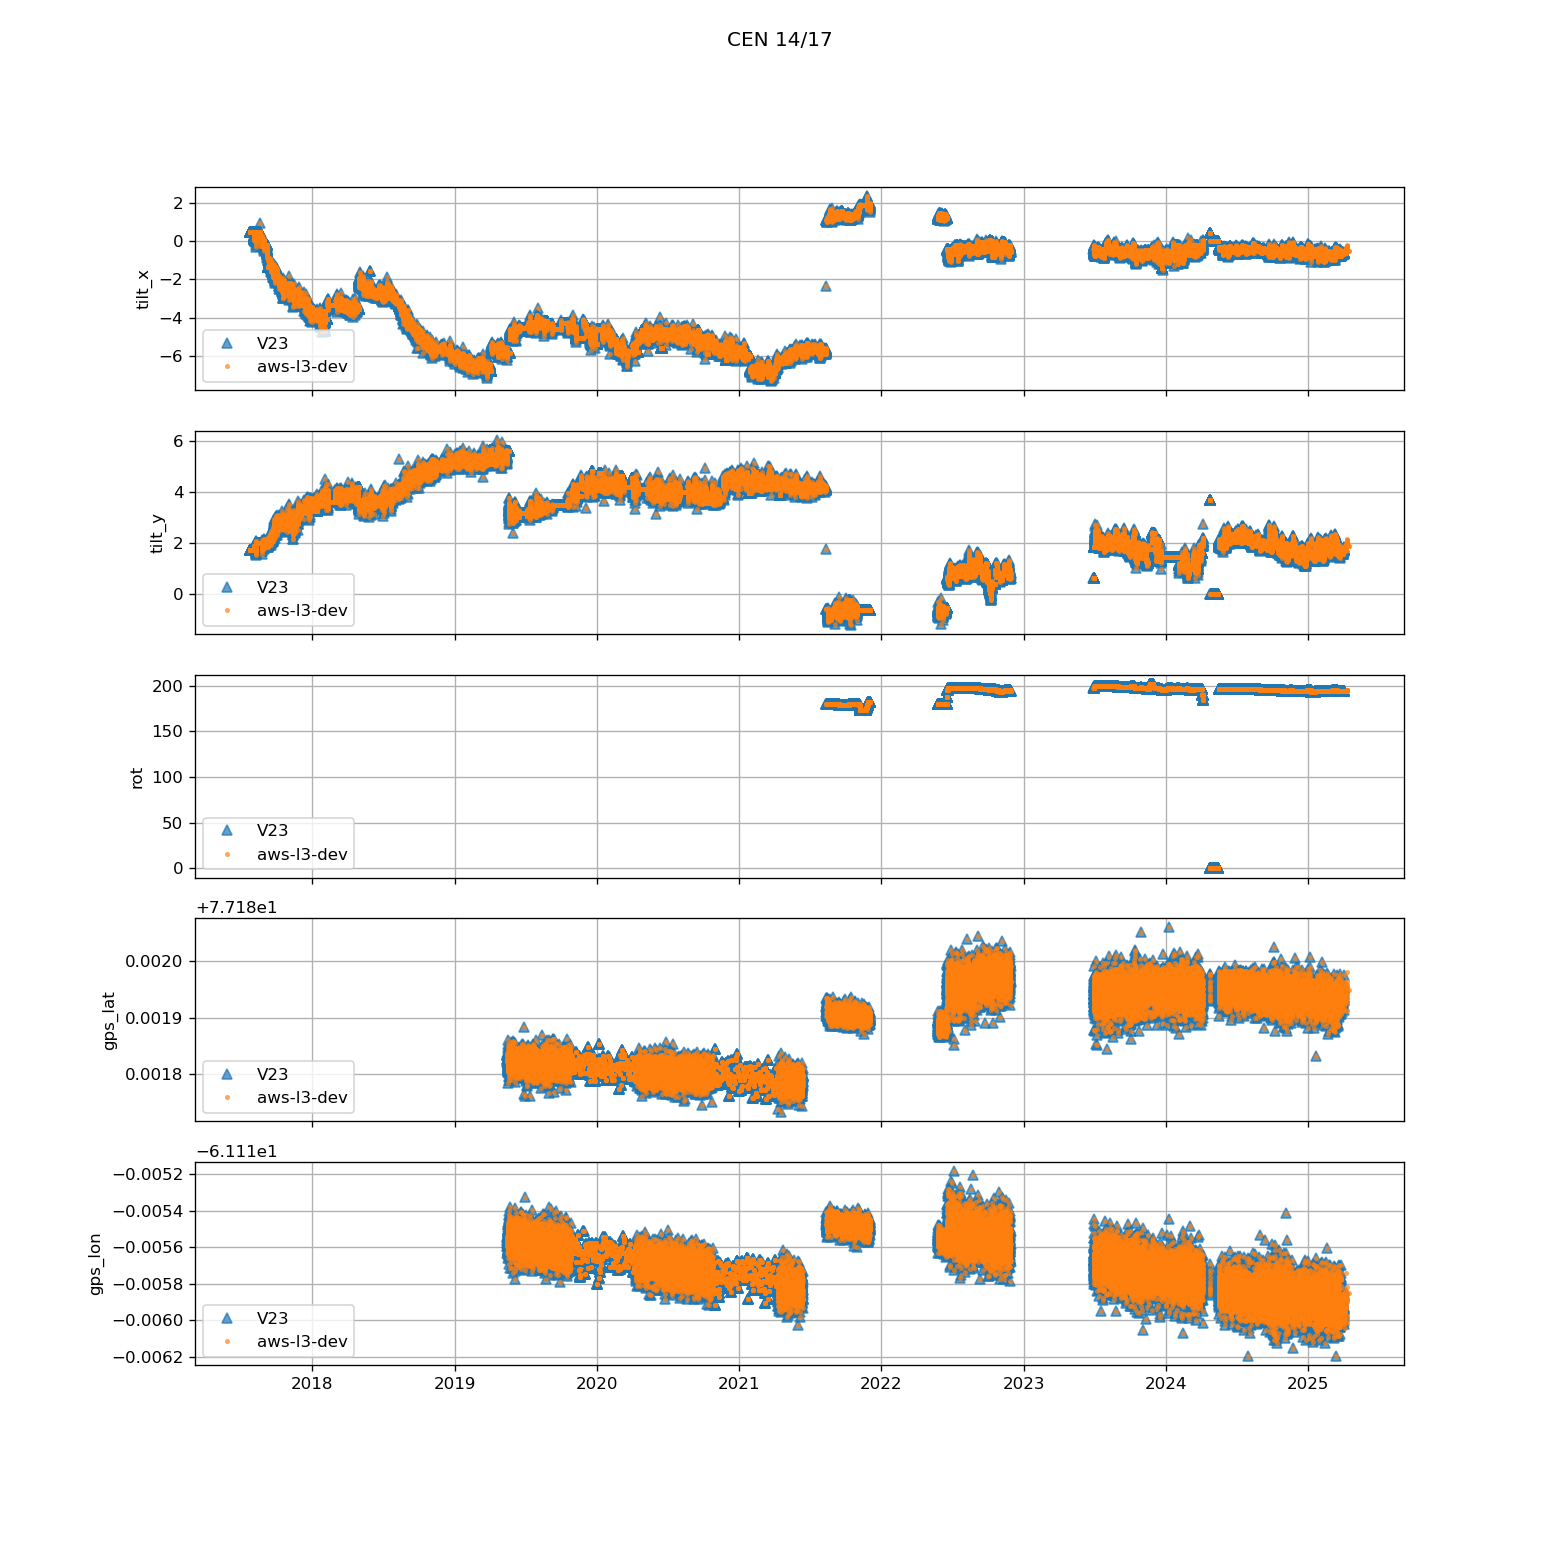 CEN 14/17
2
0
−2
−4
−6
tilt_x
V23
aws-l3-dev
6
4
2
0
tilt_y
V23
aws-l3-dev
200
150
100
50
0
rot
V23
aws-l3-dev
+7.718e1
0.0020
0.0019
0.0018
gps_lat
V23
aws-l3-dev
−6.111e1
−0.0052
−0.0054
−0.0056
−0.0058
−0.0060
−0.0062
gps_lon
V23
aws-l3-dev
2018 2019 2020 2021 2022 2023 2024 2025